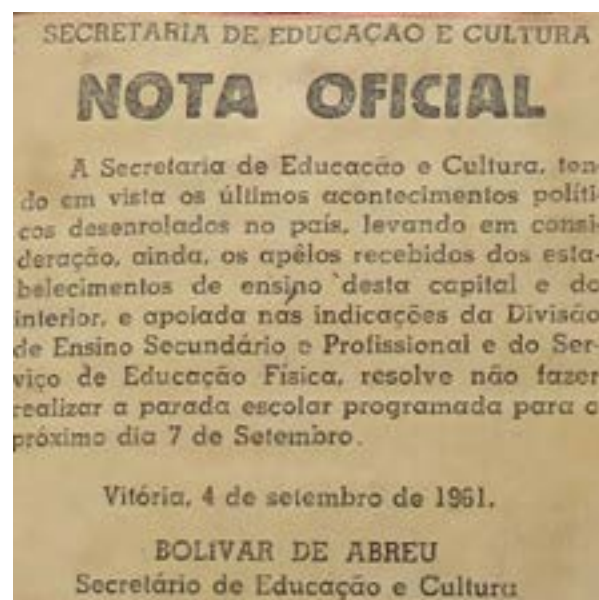 SECRETARIA DE EDUCAÇÃO E CULTURA
NOTA OFICIAL
A Secretaria de Educação e Cultura, ten-
do em vista os últimos acontecimentos políti-
cos desenrolados no país, levando em consi-
deração, ainda, os apêlos recebidos dos esta-
belecimentos de ensino desta capital e do
interior, e apoiada nas indicações da Divisão
de Ensino Secundário e Profissional e do Ser-
viço de Educação Física, resolve não fazer
realizar a parada escolar programada para o
próximo dia 7 de Setembro.
Vitória, 4 de setembro de 1961.
BOLIVAR DE ABREU
Secretário de Educação e Cultura